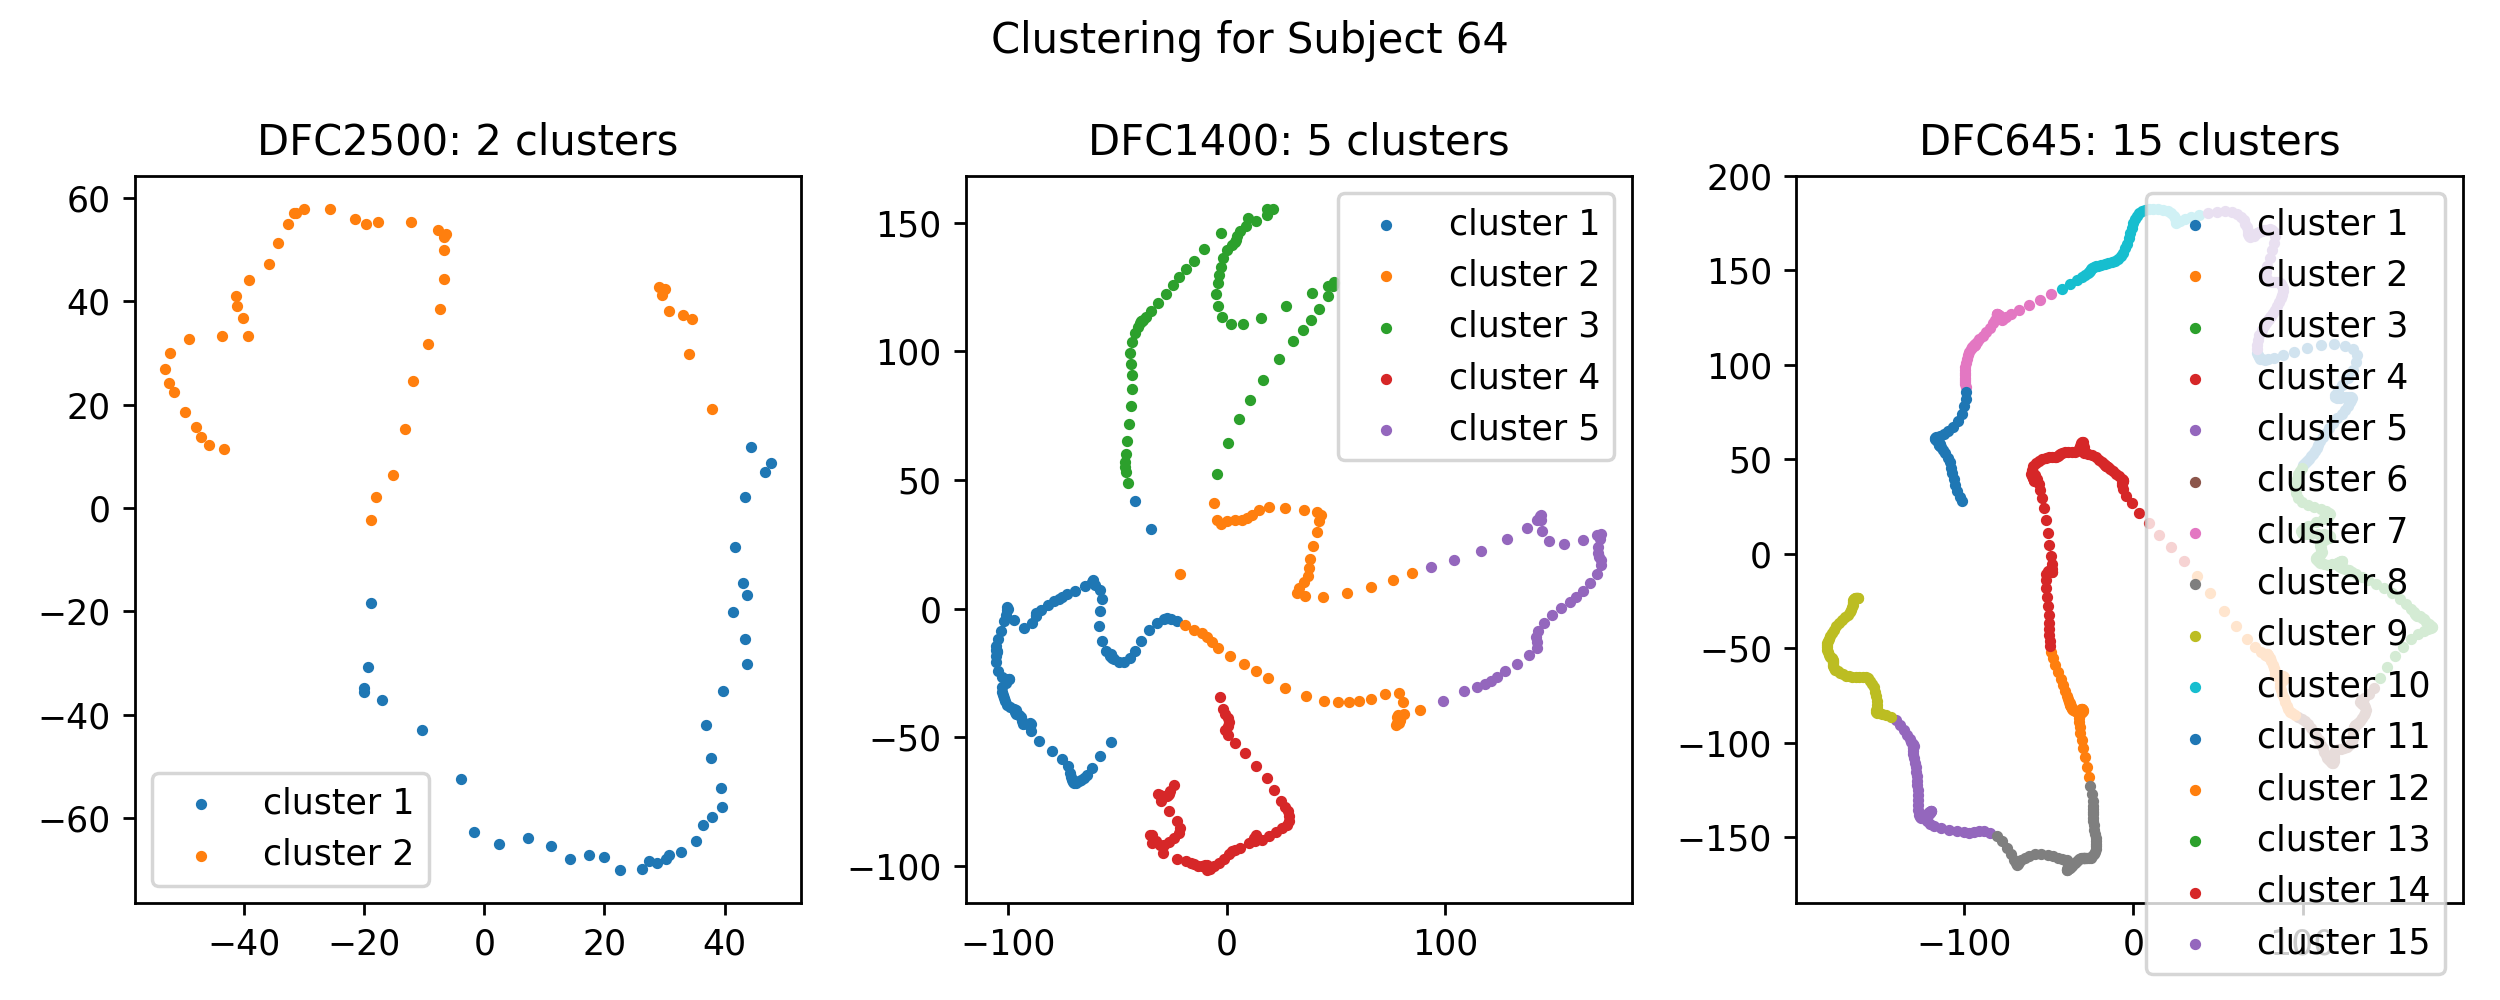 Clustering for Subject 64
DFC2500: 2 clusters
60
40
20
0
−20
−40
−60
−40
−20
0
20
40
cluster 1
cluster 2
DFC1400: 5 clusters
150
100
50
0
−50
−100
−100
0
100
cluster 1
cluster 2
cluster 3
cluster 4
cluster 5
DFC645: 15 clusters
200
150
100
50
0
−50
−100
−150
−100
0
100
cluster 1
cluster 2
cluster 3
cluster 4
cluster 5
cluster 6
cluster 7
cluster 8
cluster 9
cluster 10
cluster 11
cluster 12
cluster 13
cluster 14
cluster 15